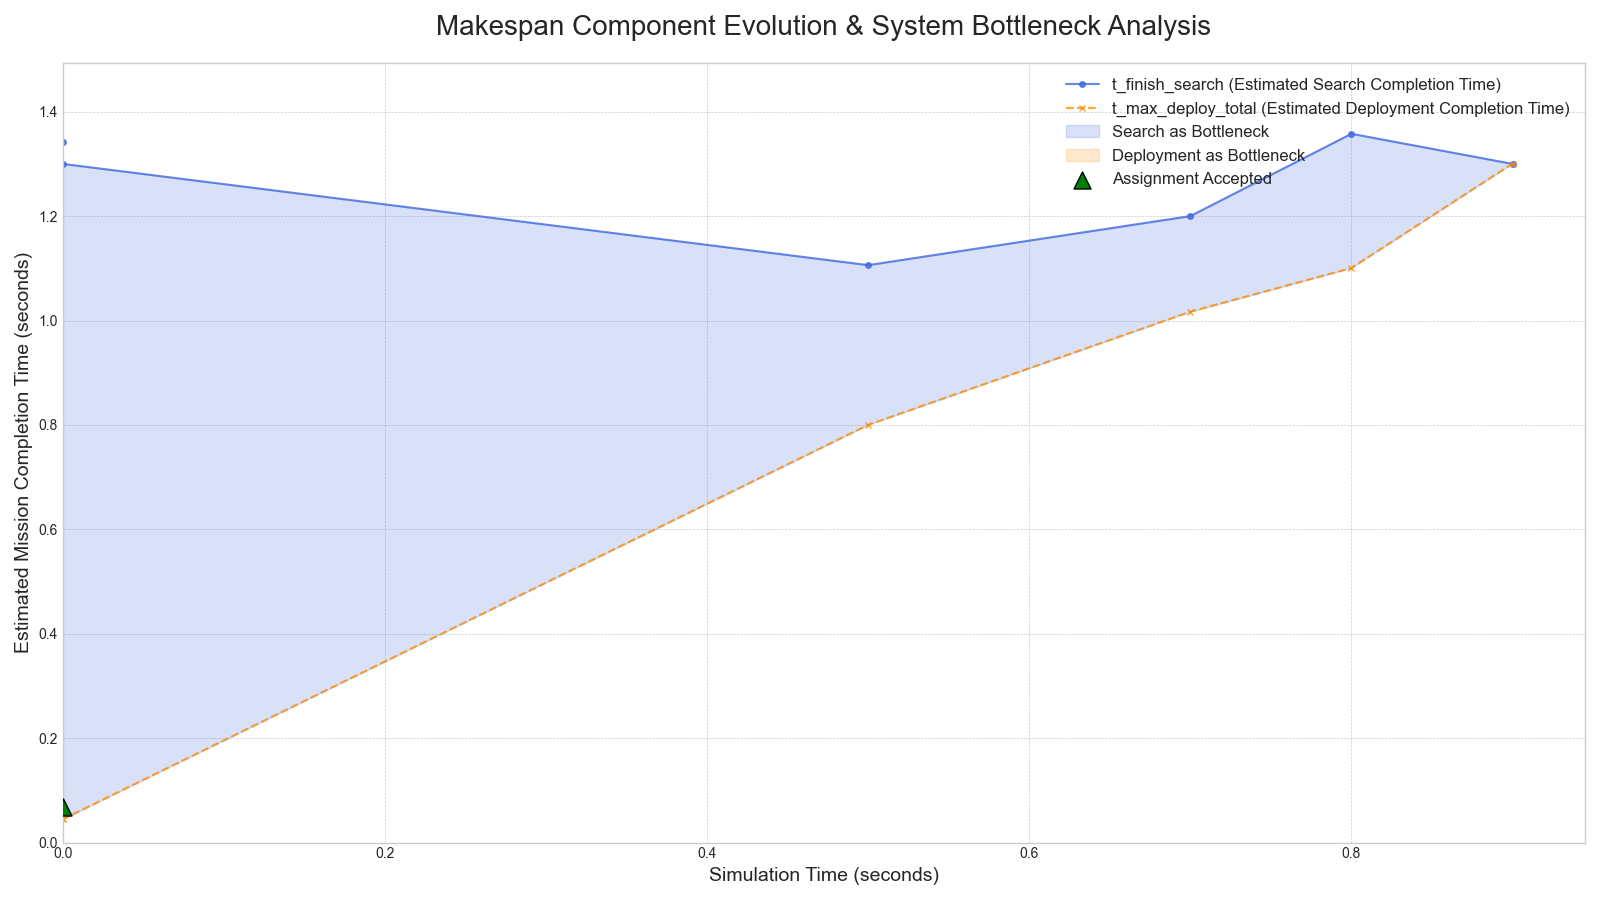 Makespan Component Evolution & System Bottleneck Analysis
t_finish_search (Estimated Search Completion Time)
t_max_deploy_total (Estimated Deployment Completion Time)
Search as Bottleneck
Deployment as Bottleneck
Assignment Accepted
Estimated Mission Completion Time (seconds)
1.4
1.2
1.0
0.8
0.6
0.4
0.2
0.0
0.0 0.2 0.4 0.6 0.8
Simulation Time (seconds)